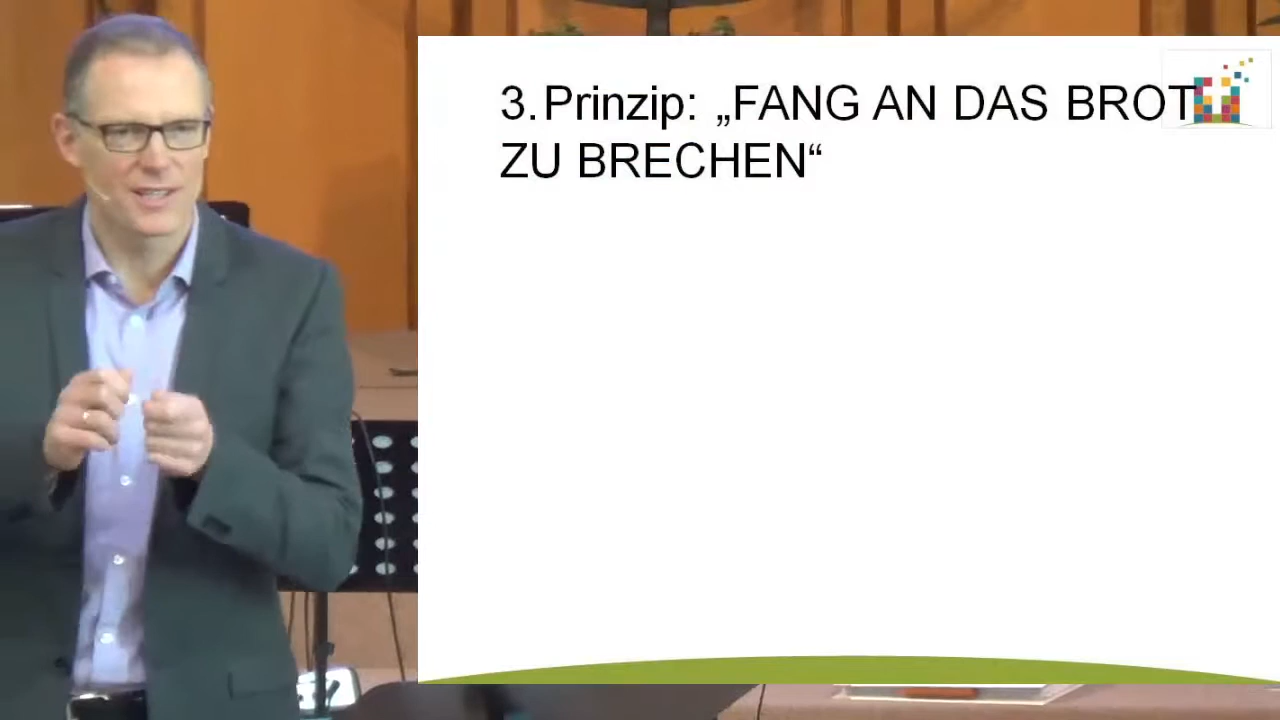 3. Prinzip: „FANG AN DAS BROT
ZU BRECHEN“